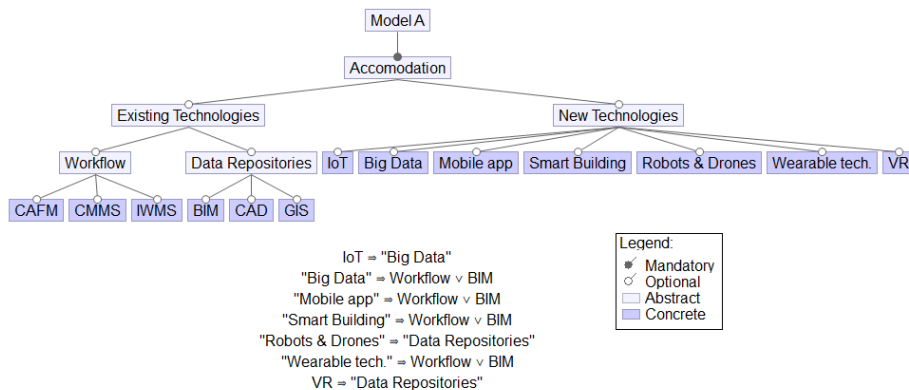 Model A
Accomodation
Existing Technologies New Technologies
Workflow Data Repositories IoT Big Data Mobile app Smart Building Robots & Drones Wearable tech. VR
CAFM CMMS IWMS BIM CAD GIS
IoT ⇒ "Big Data"
"Big Data" ⇒ Workflow ∨ BIM
"Mobile app" ⇒ Workflow ∨ BIM
"Smart Building" ⇒ Workflow ∨ BIM
"Robots & Drones" ⇒ "Data Repositories"
"Wearable tech." ⇒ Workflow ∨ BIM
VR ⇒ "Data Repositories"
Legend:
Mandatory
Optional
Abstract
Concrete